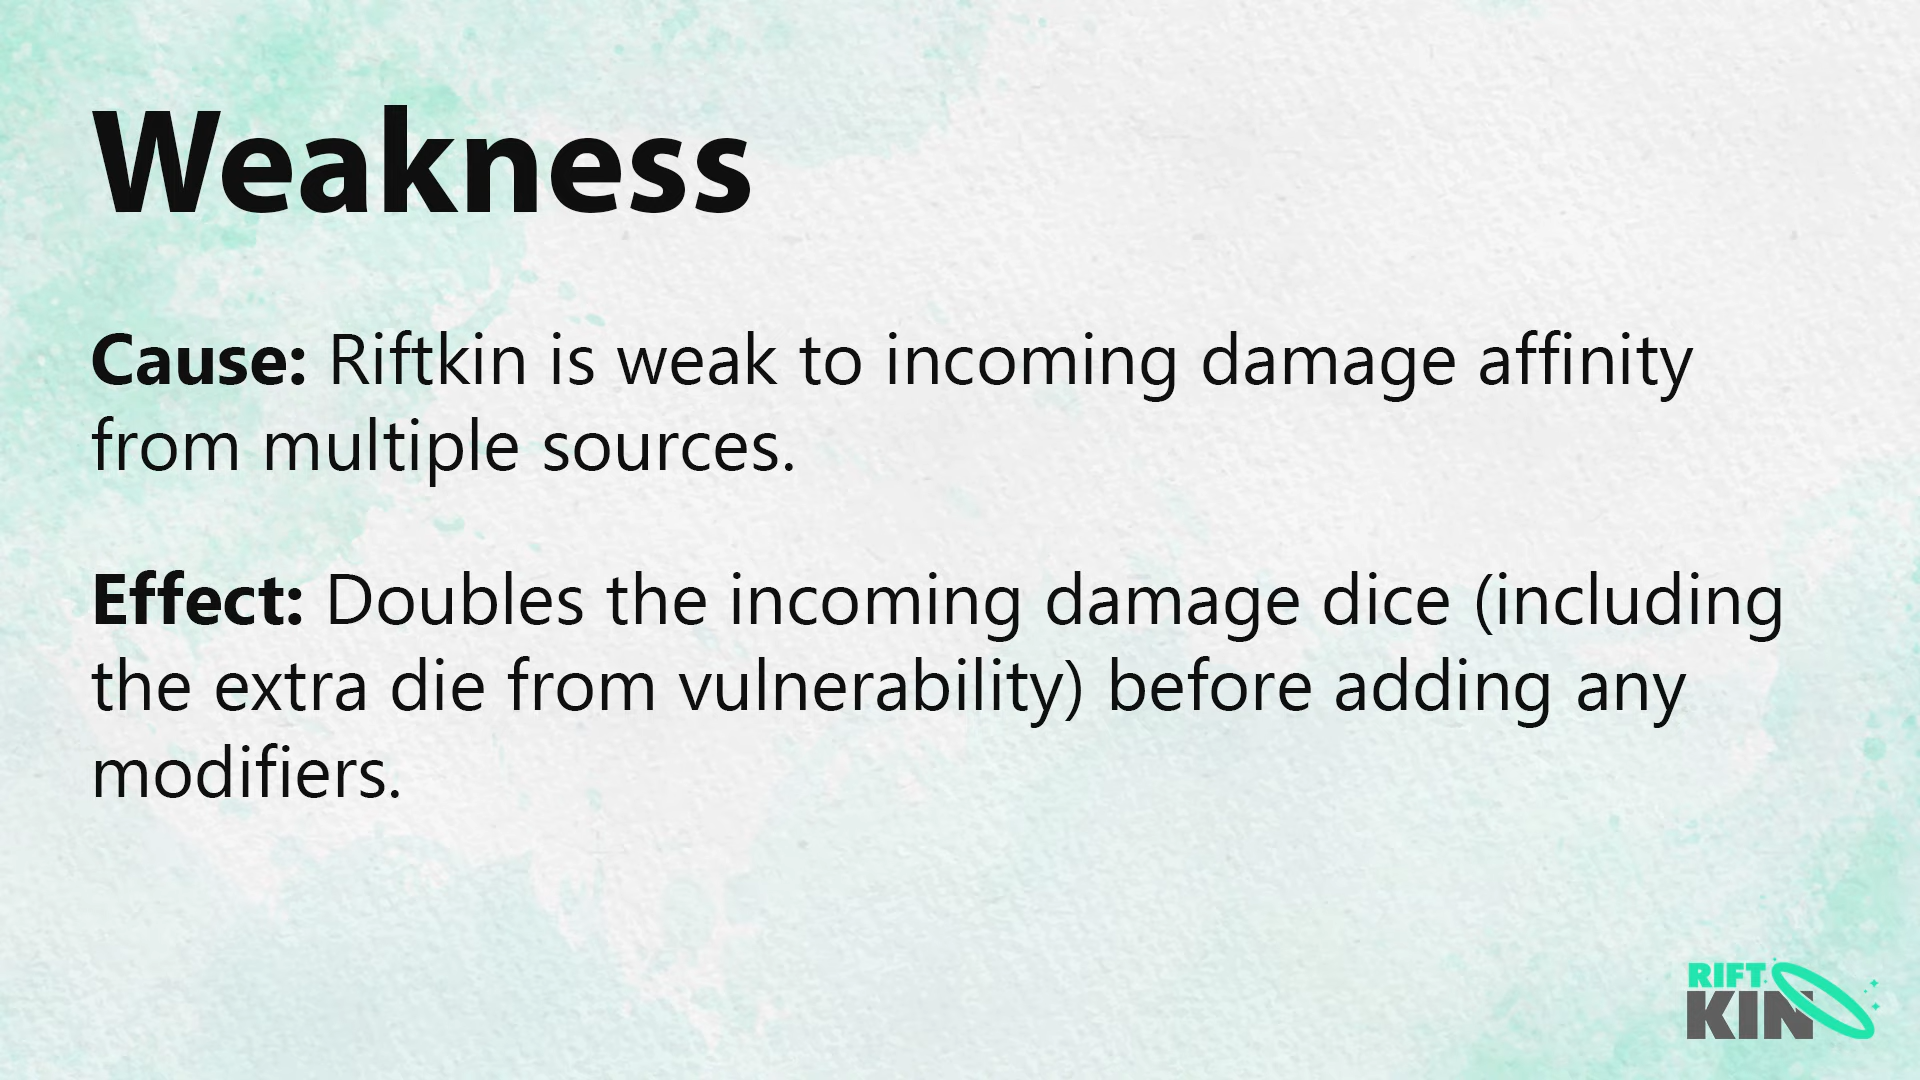 Weakness
Cause: Riftkin is weak to incoming damage affinity
from multiple sources.
Effect: Doubles the incoming damage dice (including
the extra die from vulnerability) before adding any
modifiers.
RIFT
KIN